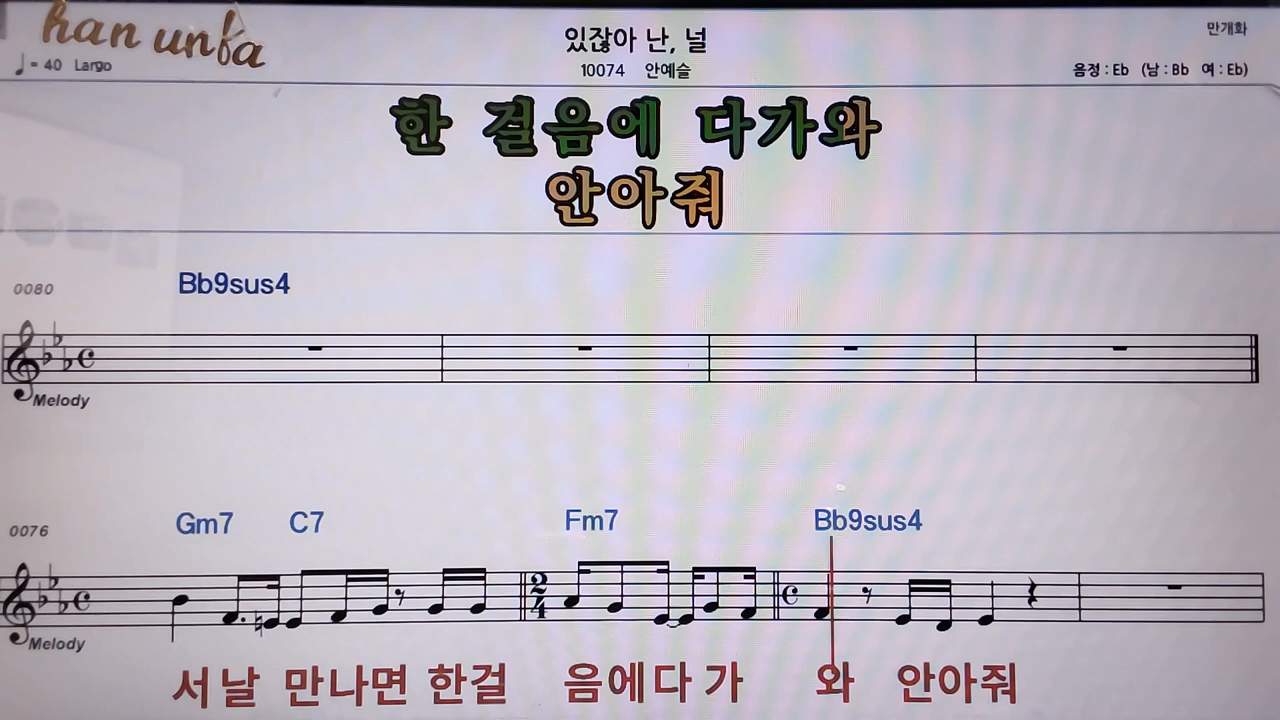 han unfa
있잖아 난, 널
만개화
♩= 40 Largo
10074 안예슬
음정 : Eb (남 : Bb 여 : Eb)
한 걸음에 다가와
안아줘
0080
Bb9sus4
Melody
0076
Gm7 C7 Fm7 Bb9sus4
2
4
Melody
서날 만나면 한걸 음에다가 와 안아줘